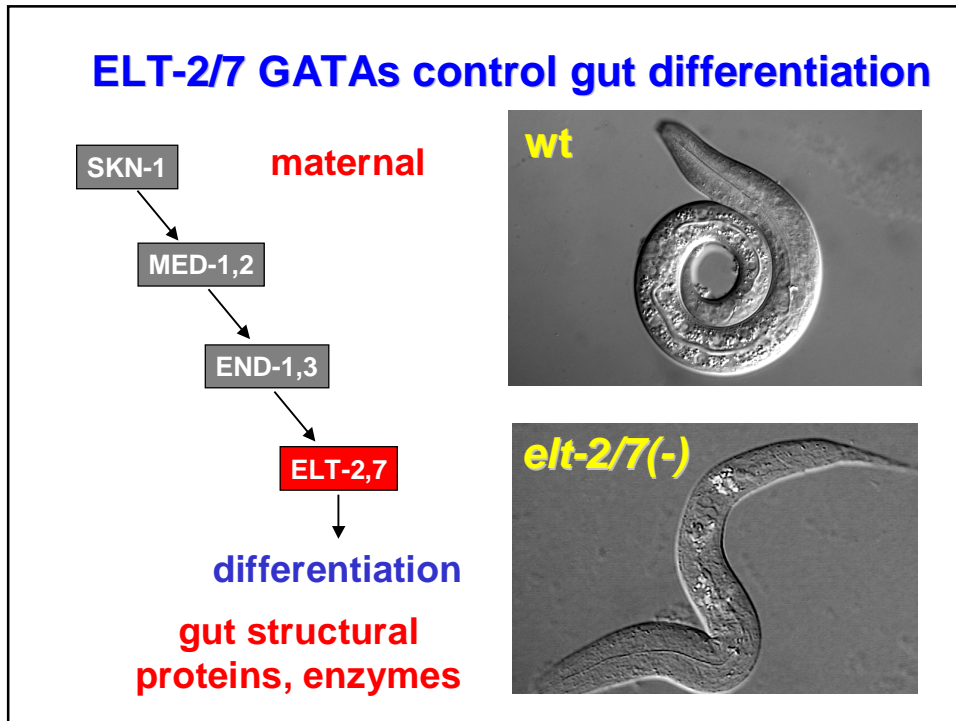 ELT-2/7 GATAs control gut differentiation
SKN-1
maternal
MED-1,2
END-1,3
ELT-2,7
differentiation
gut structural
proteins, enzymes
wt
elt-2/7(-)